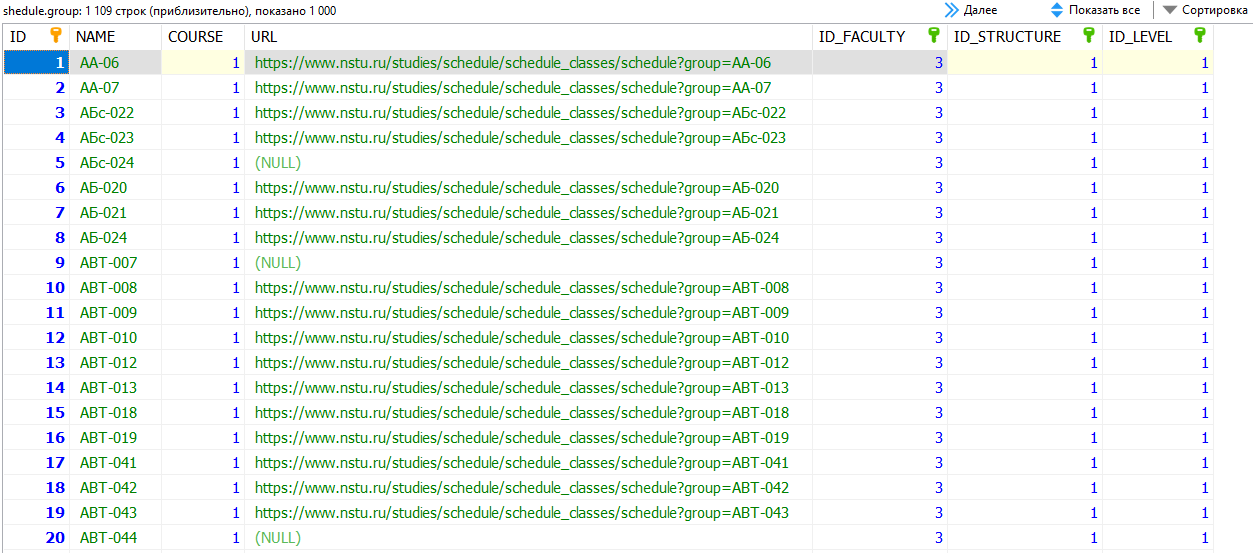 shedule.group: 1 109 строк (приблизительно), показано 1 000 Далее Показать все Сортировка
ID NAME COURSE URL ID_FACULTY ID_STRUCTURE ID_LEVEL
1 АА-06 1 https://www.nstu.ru/studies/schedule/schedule_classes/schedule?group=АА-06 3 1 1
2 АА-07 1 https://www.nstu.ru/studies/schedule/schedule_classes/schedule?group=АА-07 3 1 1
3 АБс-022 1 https://www.nstu.ru/studies/schedule/schedule_classes/schedule?group=АБс-022 3 1 1
4 АБс-023 1 https://www.nstu.ru/studies/schedule/schedule_classes/schedule?group=АБс-023 3 1 1
5 АБс-024 1 (NULL) 3 1 1
6 АБ-020 1 https://www.nstu.ru/studies/schedule/schedule_classes/schedule?group=АБ-020 3 1 1
7 АБ-021 1 https://www.nstu.ru/studies/schedule/schedule_classes/schedule?group=АБ-021 3 1 1
8 АБ-024 1 https://www.nstu.ru/studies/schedule/schedule_classes/schedule?group=АБ-024 3 1 1
9 АВТ-007 1 (NULL) 3 1 1
10 АВТ-008 1 https://www.nstu.ru/studies/schedule/schedule_classes/schedule?group=АВТ-008 3 1 1
11 АВТ-009 1 https://www.nstu.ru/studies/schedule/schedule_classes/schedule?group=АВТ-009 3 1 1
12 АВТ-010 1 https://www.nstu.ru/studies/schedule/schedule_classes/schedule?group=АВТ-010 3 1 1
13 АВТ-012 1 https://www.nstu.ru/studies/schedule/schedule_classes/schedule?group=АВТ-012 3 1 1
14 АВТ-013 1 https://www.nstu.ru/studies/schedule/schedule_classes/schedule?group=АВТ-013 3 1 1
15 АВТ-018 1 https://www.nstu.ru/studies/schedule/schedule_classes/schedule?group=АВТ-018 3 1 1
16 АВТ-019 1 https://www.nstu.ru/studies/schedule/schedule_classes/schedule?group=АВТ-019 3 1 1
17 АВТ-041 1 https://www.nstu.ru/studies/schedule/schedule_classes/schedule?group=АВТ-041 3 1 1
18 АВТ-042 1 https://www.nstu.ru/studies/schedule/schedule_classes/schedule?group=АВТ-042 3 1 1
19 АВТ-043 1 https://www.nstu.ru/studies/schedule/schedule_classes/schedule?group=АВТ-043 3 1 1
20 АВТ-044 1 (NULL) 3 1 1